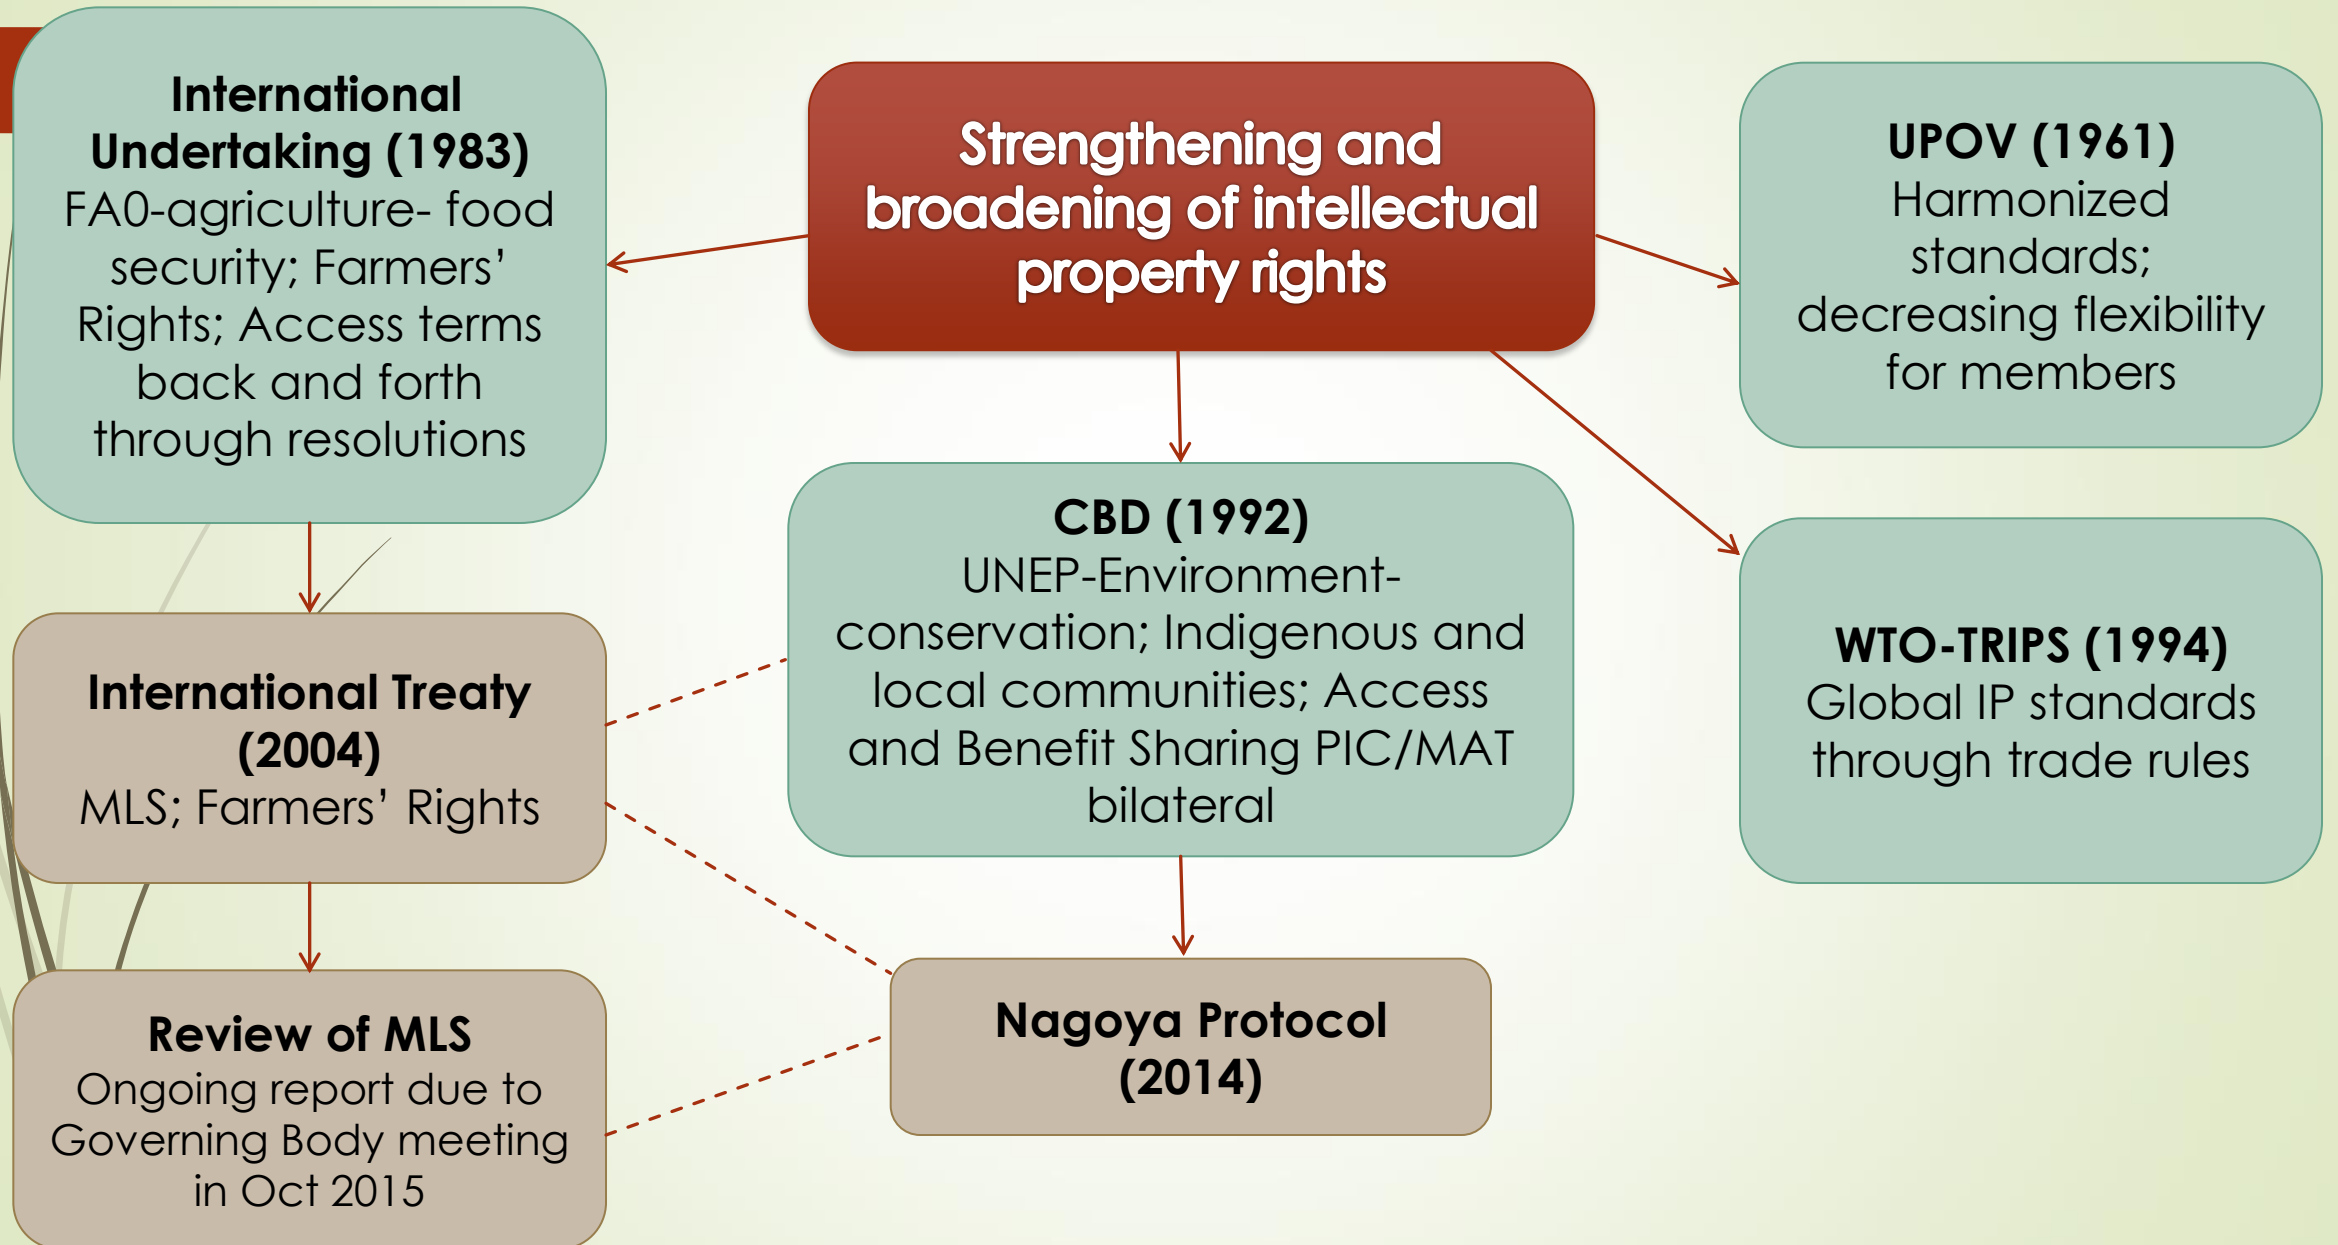 International
Undertaking (1983)
FA0-agriculture- food
security; Farmers’
Rights; Access terms
back and forth
through resolutions
Strengthening and
broadening of intellectual
property rights
UPOV (1961)
Harmonized
standards;
decreasing flexibility
for members
CBD (1992)
UNEP-Environment-
conservation; Indigenous and
local communities; Access
and Benefit Sharing PIC/MAT
bilateral
WTO-TRIPS (1994)
Global IP standards
through trade rules
International Treaty
(2004)
MLS; Farmers’ Rights
Nagoya Protocol
(2014)
Review of MLS
Ongoing report due to
Governing Body meeting
in Oct 2015